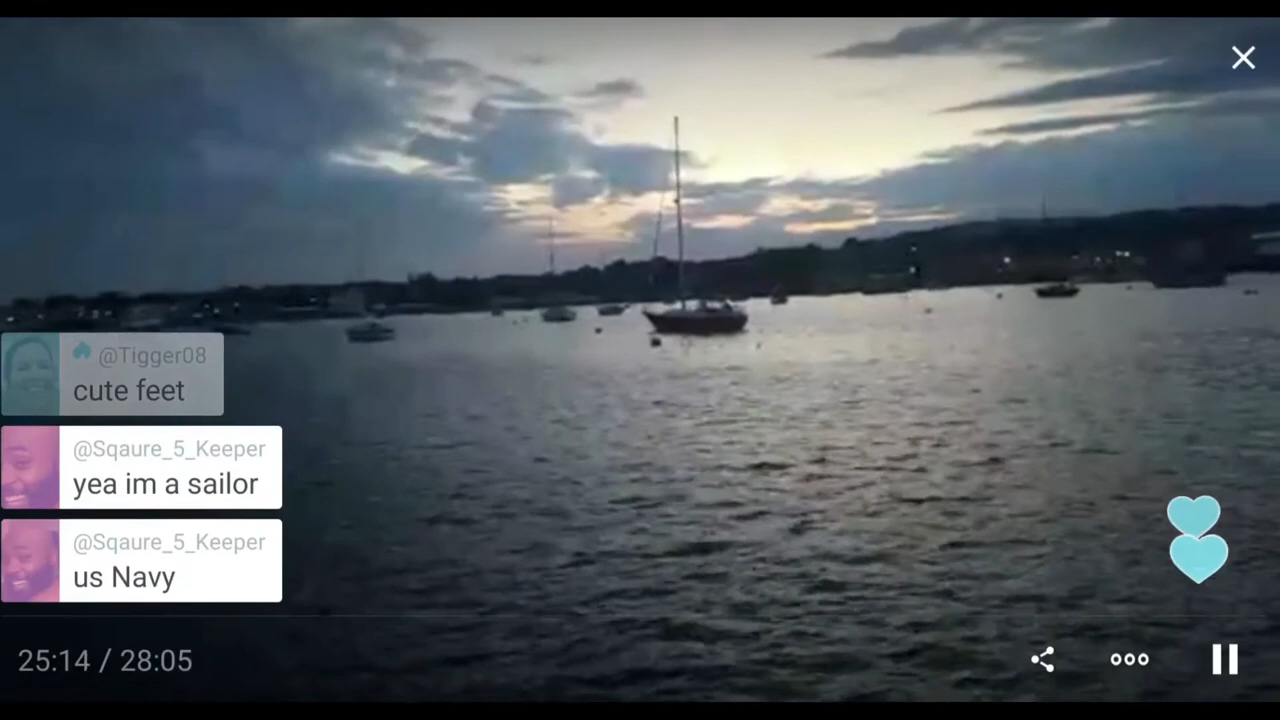 @Tigger08
cute feet
@Sqaure_5_Keeper
yea im a sailor
@Sqaure_5_Keeper
us Navy
25:14 / 28:05